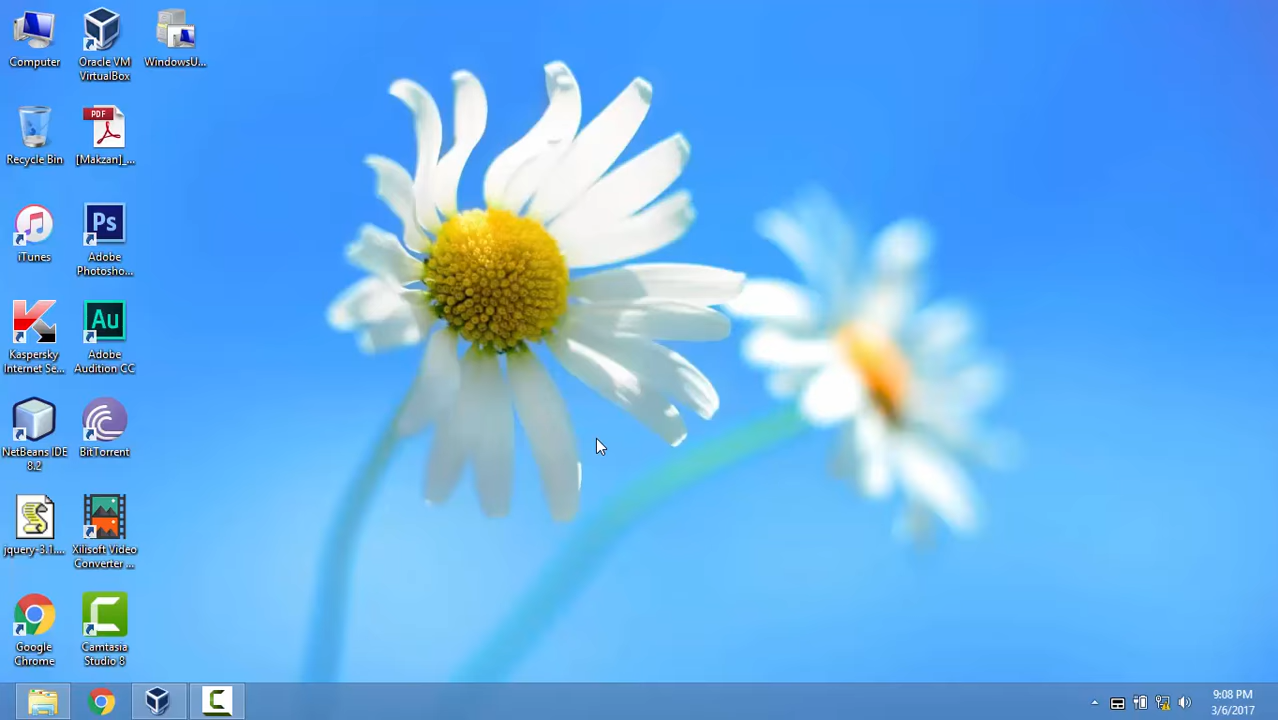 Computer
Oracle VM
VirtualBox
WindowsU...
Recycle Bin
PDF
[Makzan]_...
iTunes
Ps
Adobe
Photosho...
Kaspersky
Internet Se...
Au
Adobe
Audition CC
NetBeans IDE
8.2
BitTorrent
jquery-3.1....
Xilisoft Video
Converter ...
Google
Chrome
Camtasia
Studio 8
9:08 PM
3/6/2017